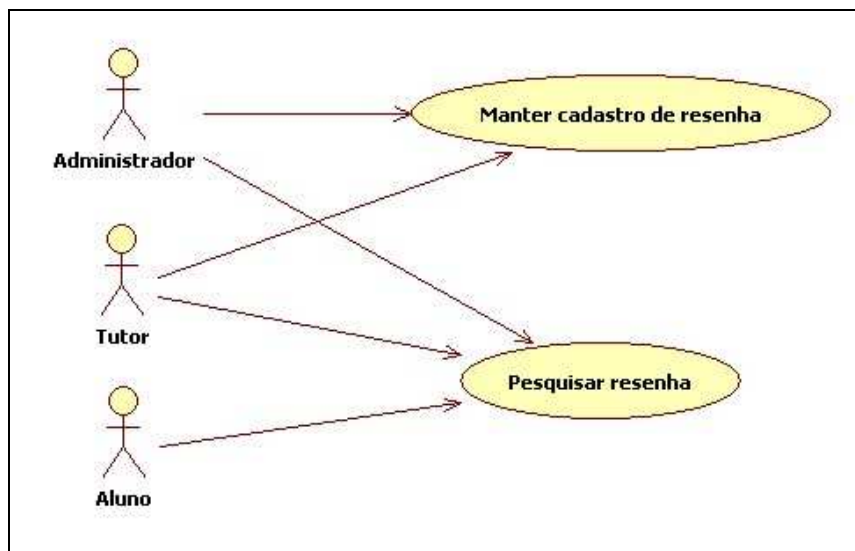 Manter cadastro de resenha
Administrador
Tutor
Pesquisar resenha
Aluno